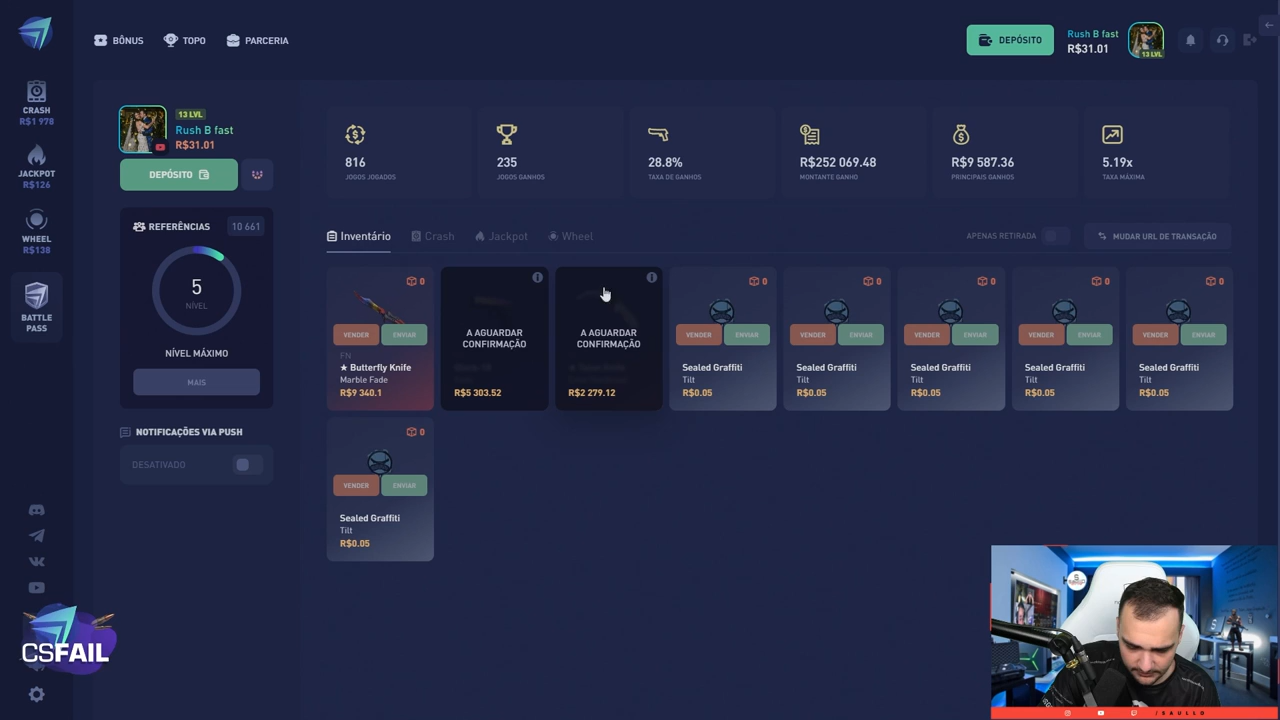 BÔNUS
TOPO
PARCERIA
DEPÓSITO
Rush B fast
R$31.01
13 LVL
CRASH
R$1 978
JACKPOT
R$126
WHEEL
R$138
BATTLE
PASS
13 LVL
Rush B fast
R$31.01
DEPÓSITO
REFERÊNCIAS
10 661
5
NÍVEL
NÍVEL MÁXIMO
MAIS
NOTIFICAÇÕES VIA PUSH
DESATIVADO
816
JOGOS JOGADOS
235
JOGOS GANHOS
28.8%
TAXA DE GANHOS
R$252 069.48
MONTANTE GANHO
R$9 587.36
PRINCIPAIS GANHOS
5.19x
TAXA MÁXIMA
Inventário
Crash
Jackpot
Wheel
APENAS RETIRADA
MUDAR URL DE TRANSAÇÃO
0
VENDER
ENVIAR
FN
★ Butterfly Knife
Marble Fade
R$9 340.1
A AGUARDAR
CONFIRMAÇÃO
R$5 303.52
A AGUARDAR
CONFIRMAÇÃO
R$2 279.12
0
VENDER
ENVIAR
Sealed Graffiti
Tilt
R$0.05
0
VENDER
ENVIAR
Sealed Graffiti
Tilt
R$0.05
0
VENDER
ENVIAR
Sealed Graffiti
Tilt
R$0.05
0
VENDER
ENVIAR
Sealed Graffiti
Tilt
R$0.05
0
VENDER
ENVIAR
Sealed Graffiti
Tilt
R$0.05
0
VENDER
ENVIAR
Sealed Graffiti
Tilt
R$0.05
CSFAIL
/SAULLO